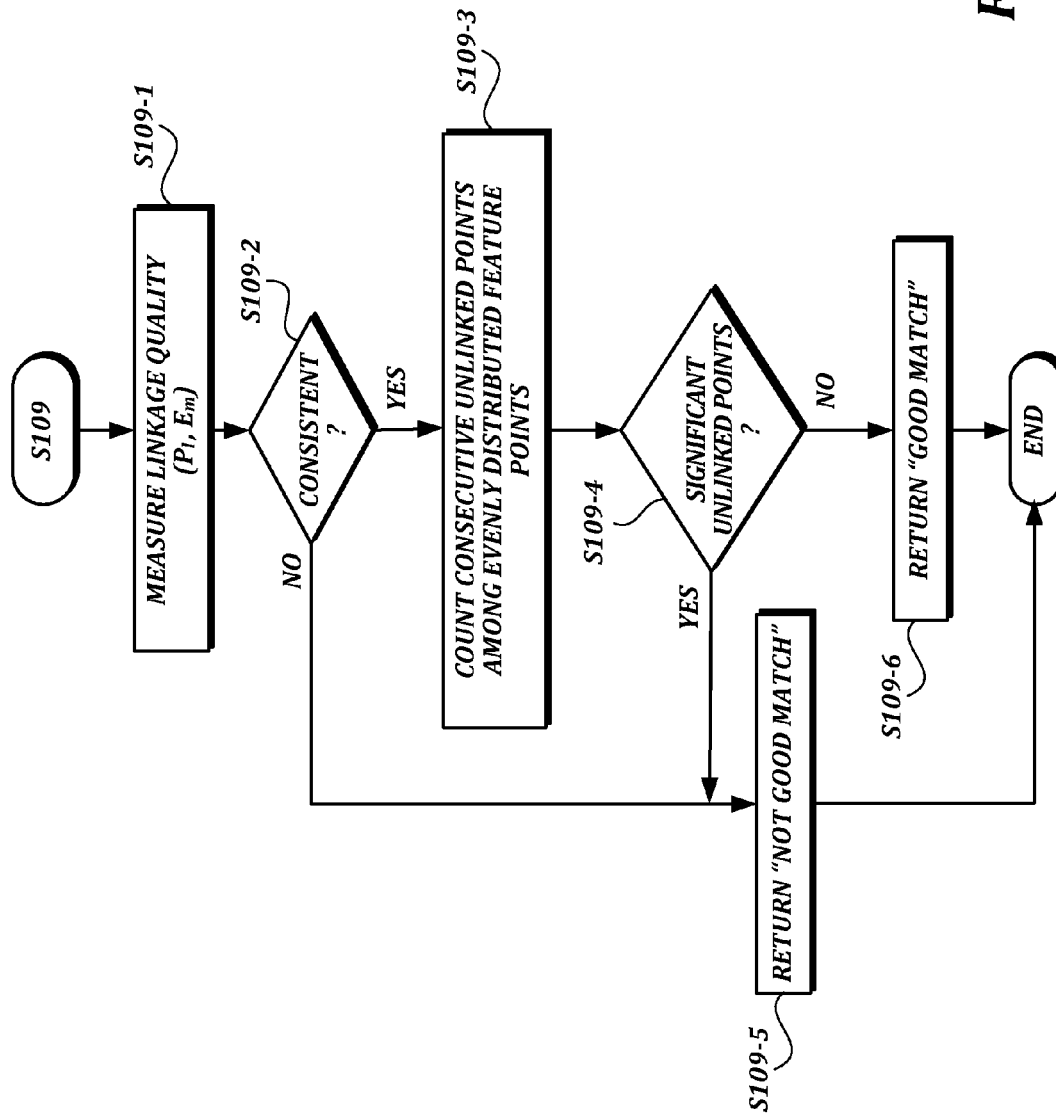 S109
MEASURE LINKAGE QUALITY
(Pl, Em)
S109-1
CONSISTENT
?
S109-2
NO
YES
COUNT CONSECUTIVE UNLINKED POINTS
AMONG EVENLY DISTRIBUTED FEATURE
POINTS
S109-3
SIGNIFICANT
UNLINKED POINTS
?
S109-4
YES
NO
RETURN "NOT GOOD MATCH"
S109-5
RETURN "GOOD MATCH"
S109-6
END
F